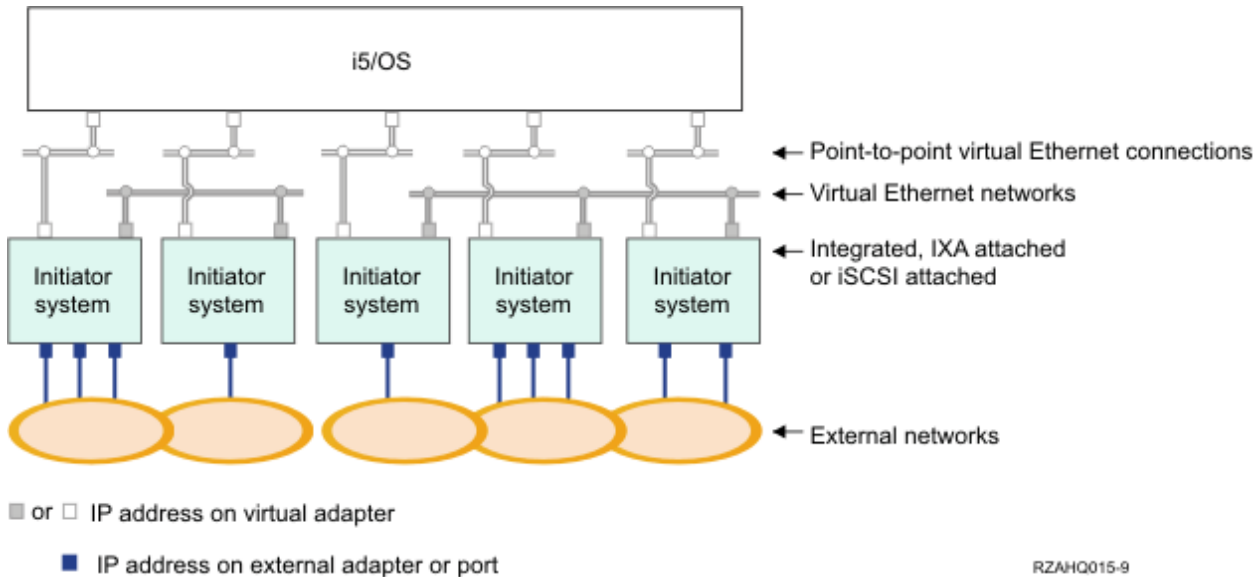 i5/OS
Point-to-point virtual Ethernet connections
Virtual Ethernet networks
Integrated, IXA attached
or iSCSI attached
Initiator
system
Initiator
system
Initiator
system
Initiator
system
Initiator
system
External networks
or IP address on virtual adapter
IP address on external adapter or port
RZAHQ015-9